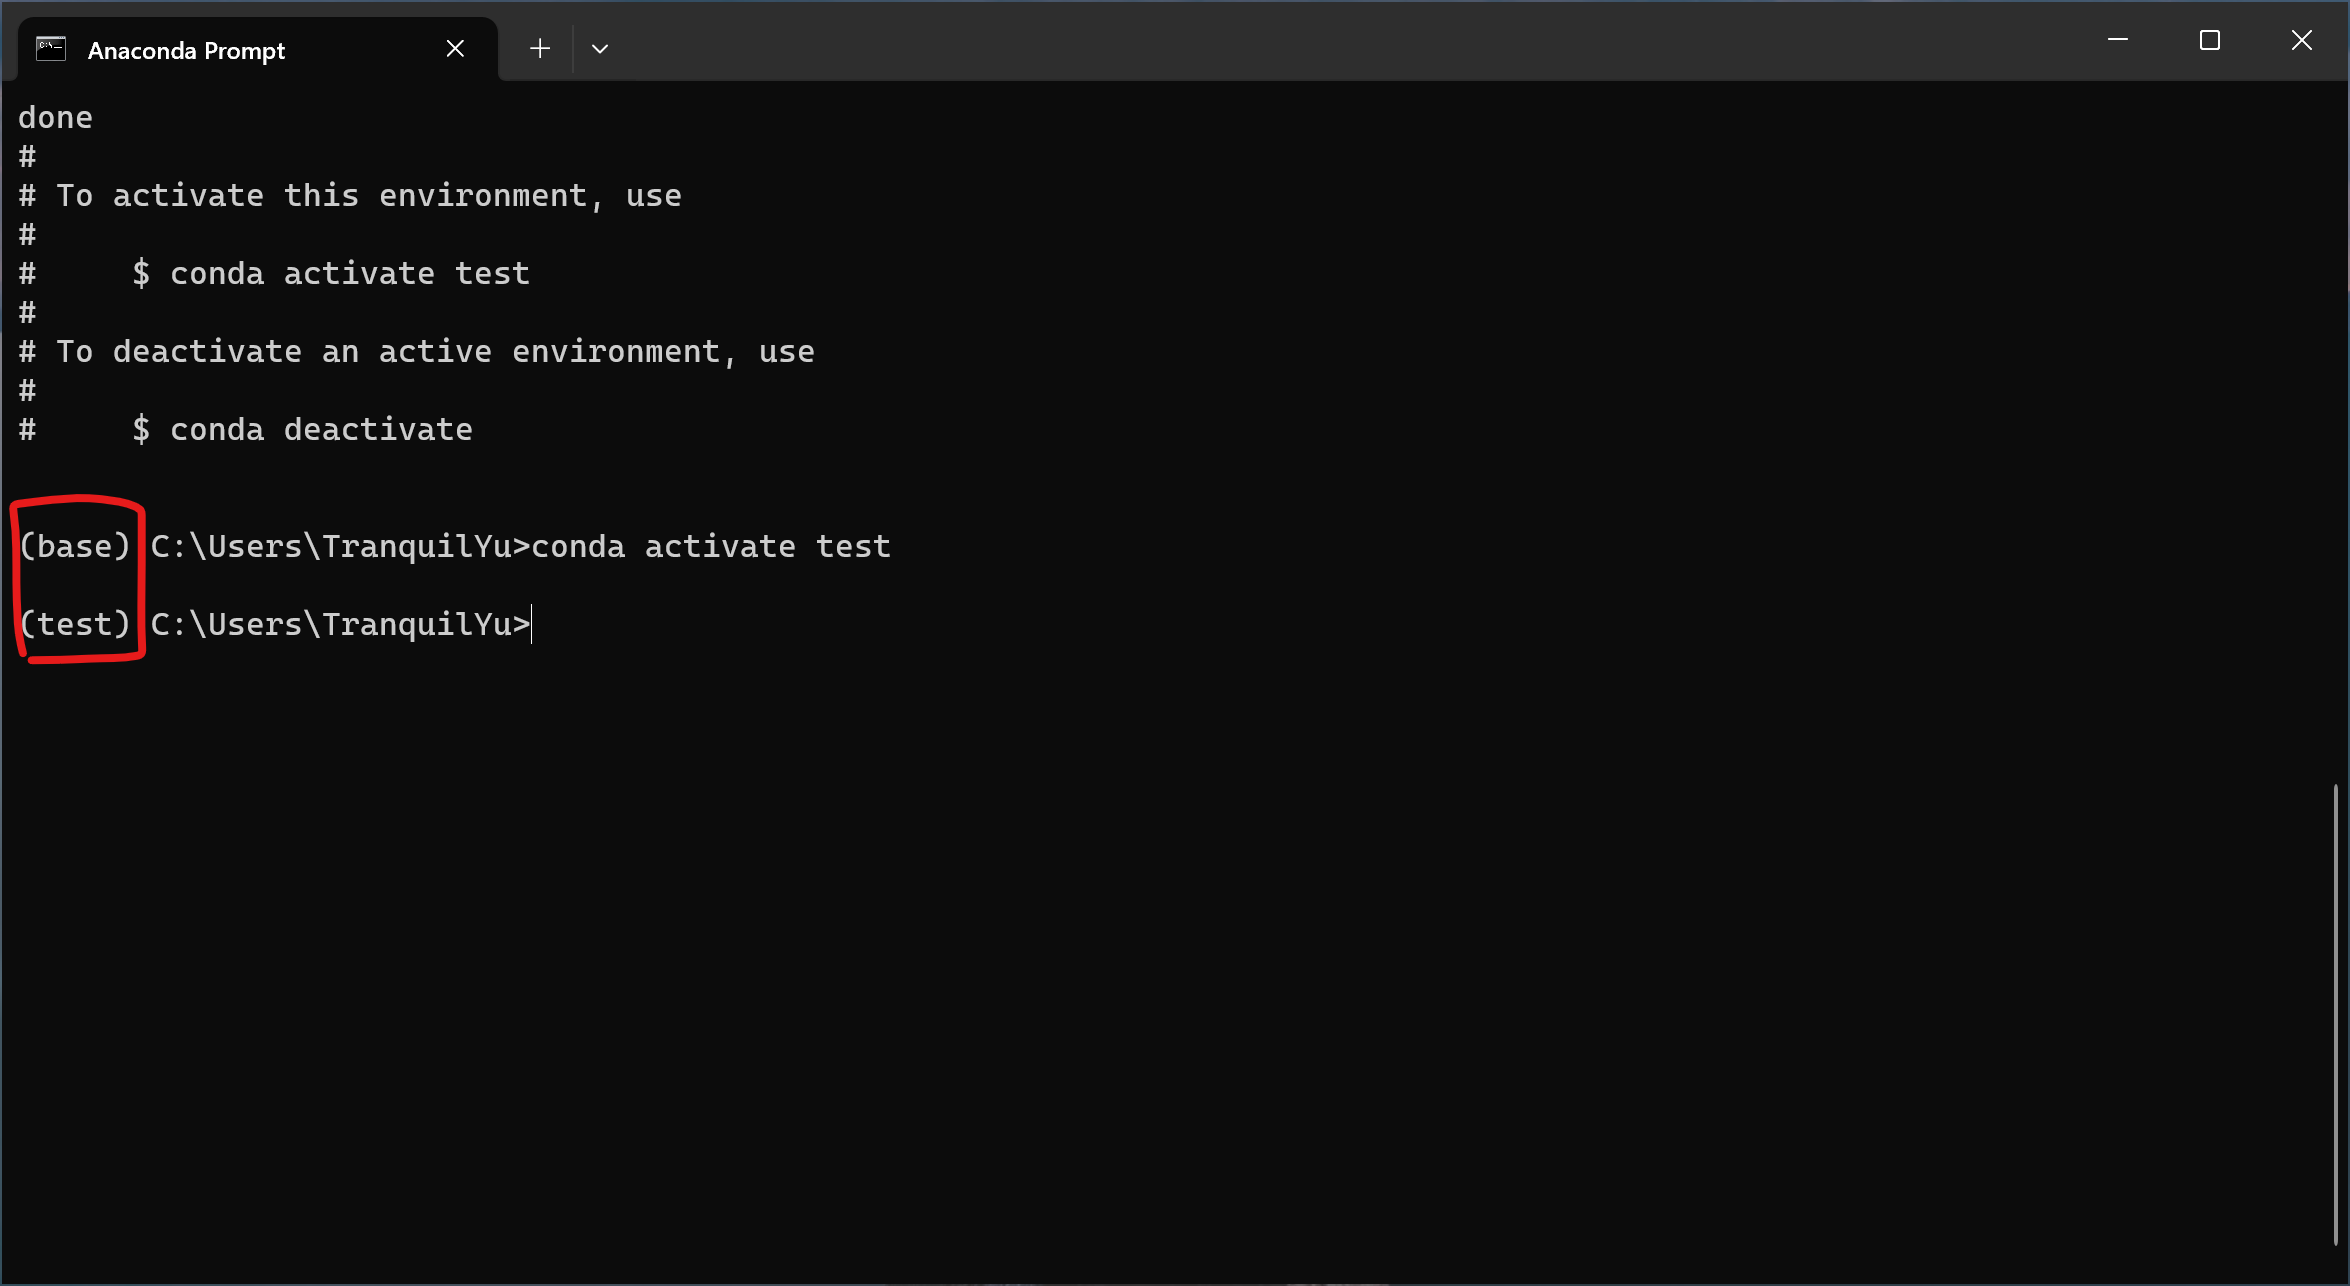 Anaconda Prompt
done
#
# To activate this environment, use
#
#     $ conda activate test
#
# To deactivate an active environment, use
#
#     $ conda deactivate
(base) C:\Users\TranquilYu>conda activate test
(test) C:\Users\TranquilYu>